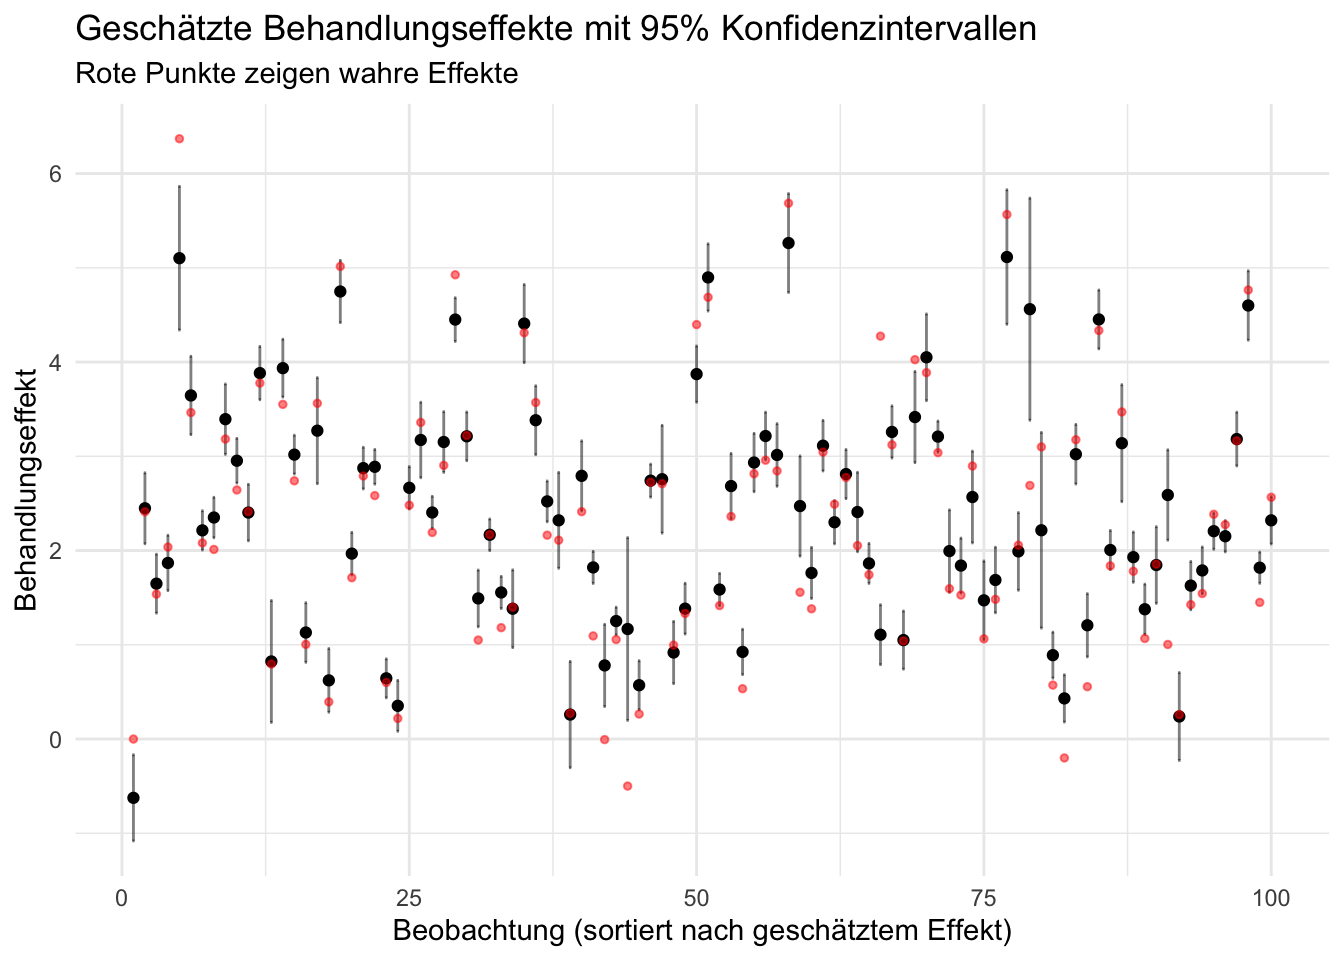 Geschätzte Behandlungseffekte mit 95% Konfidenzintervallen
Rote Punkte zeigen wahre Effekte
Behandlungseffekt
6
4
2
0
0 25 50 75 100
Beobachtung (sortiert nach geschätztem Effekt)